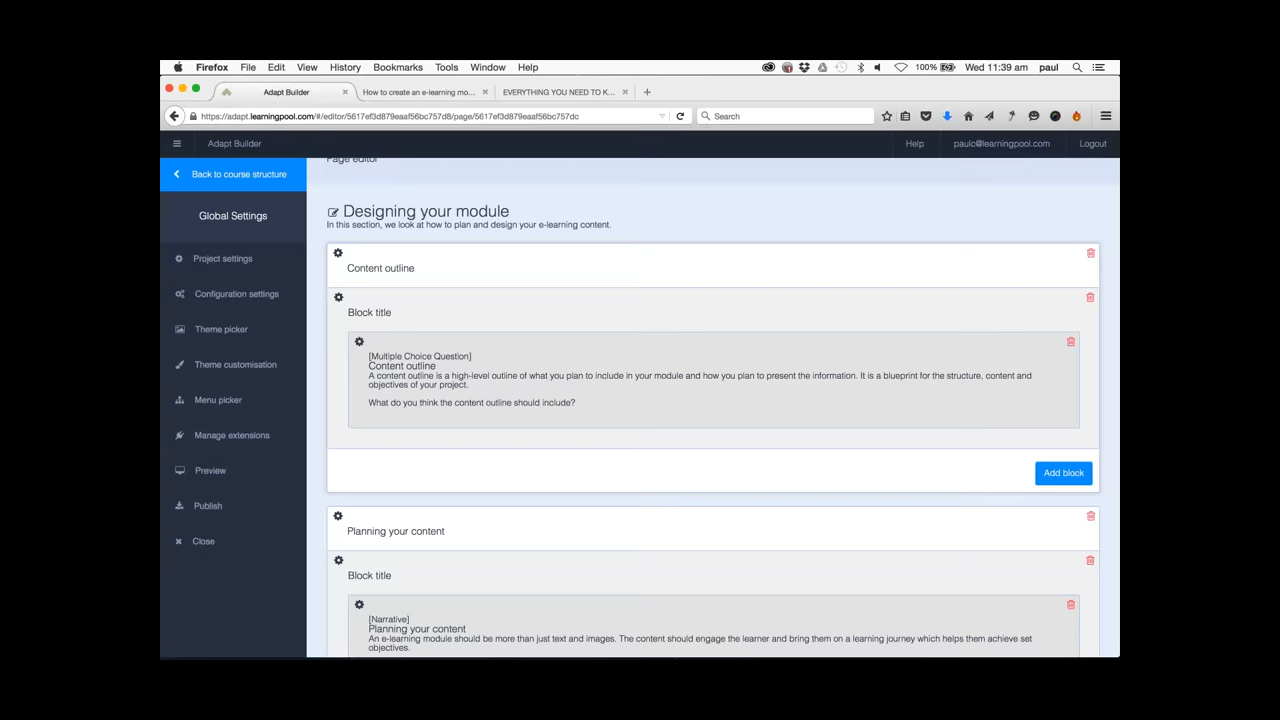 Firefox File Edit View History Bookmarks Tools Window Help 100% Wed 11:39 am paul
Adapt Builder How to create an e-learning mo... EVERYTHING YOU NEED TO K...
https://adapt.learningpool.com/#/editor/5617ef3d879eaaf56bc757d8/page/5617ef3d879eaaf56bc757dc Search
Adapt Builder Help paulc@learningpool.com Logout
Page editor
Back to course structure
Global Settings
Project settings
Configuration settings
Theme picker
Theme customisation
Menu picker
Manage extensions
Preview
Publish
Close
Designing your module
In this section, we look at how to plan and design your e-learning content.
Content outline
Block title
[Multiple Choice Question]
Content outline
A content outline is a high-level outline of what you plan to include in your module and how you plan to present the information. It is a blueprint for the structure, content and
objectives of your project.
What do you think the content outline should include?
Add block
Planning your content
Block title
[Narrative]
Planning your content
An e-learning module should be more than just text and images. The content should engage the learner and bring them on a learning journey which helps them achieve set
objectives.